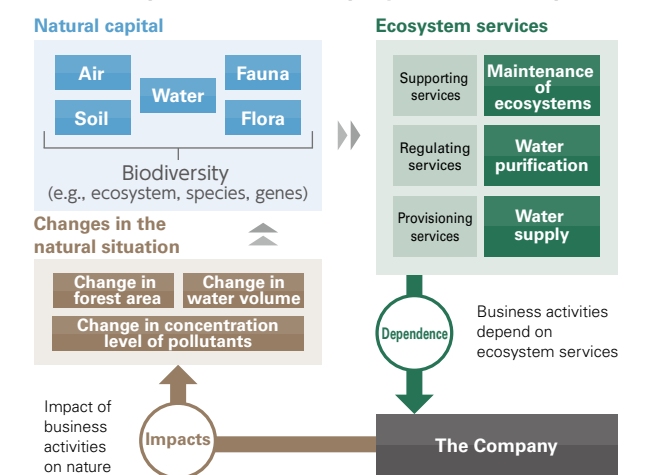 Natural capital
Air
Fauna
Water
Soil
Flora
Biodiversity
(e.g., ecosystem, species, genes)
Ecosystem services
Supporting
services
Maintenance
of
ecosystems
Regulating
services
Water
purification
Provisioning
services
Water
supply
Changes in the
natural situation
Change in
forest area
Change in
water volume
Change in concentration
level of pollutants
Dependence
Business activities
depend on
ecosystem services
Impact of
business
activities
on nature
Impacts
The Company